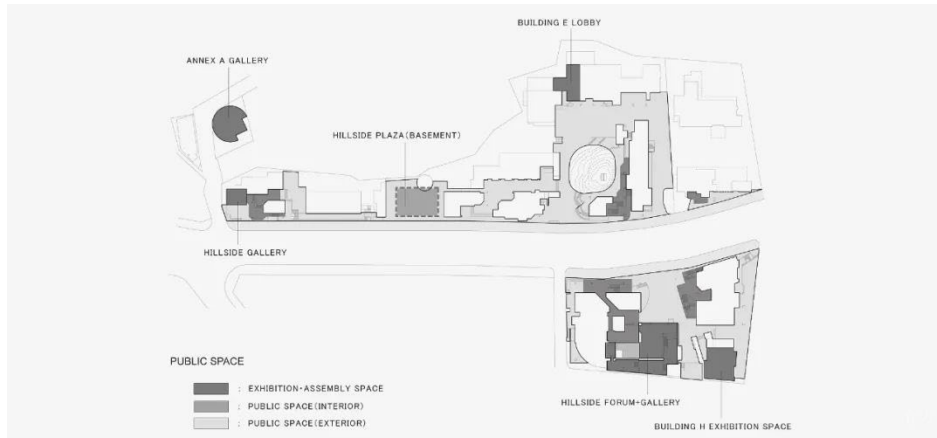 BUILDING E LOBBY
ANNEX A GALLERY
HILLSIDE PLAZA(BASEMENT)
HILLSIDE GALLERY
PUBLIC SPACE
: EXHIBITION・ASSEMBLY SPACE
: PUBLIC SPACE(INTERIOR)
: PUBLIC SPACE(EXTERIOR)
HILLSIDE FORUM+GALLERY
BUILDING H EXHIBITION SPACE